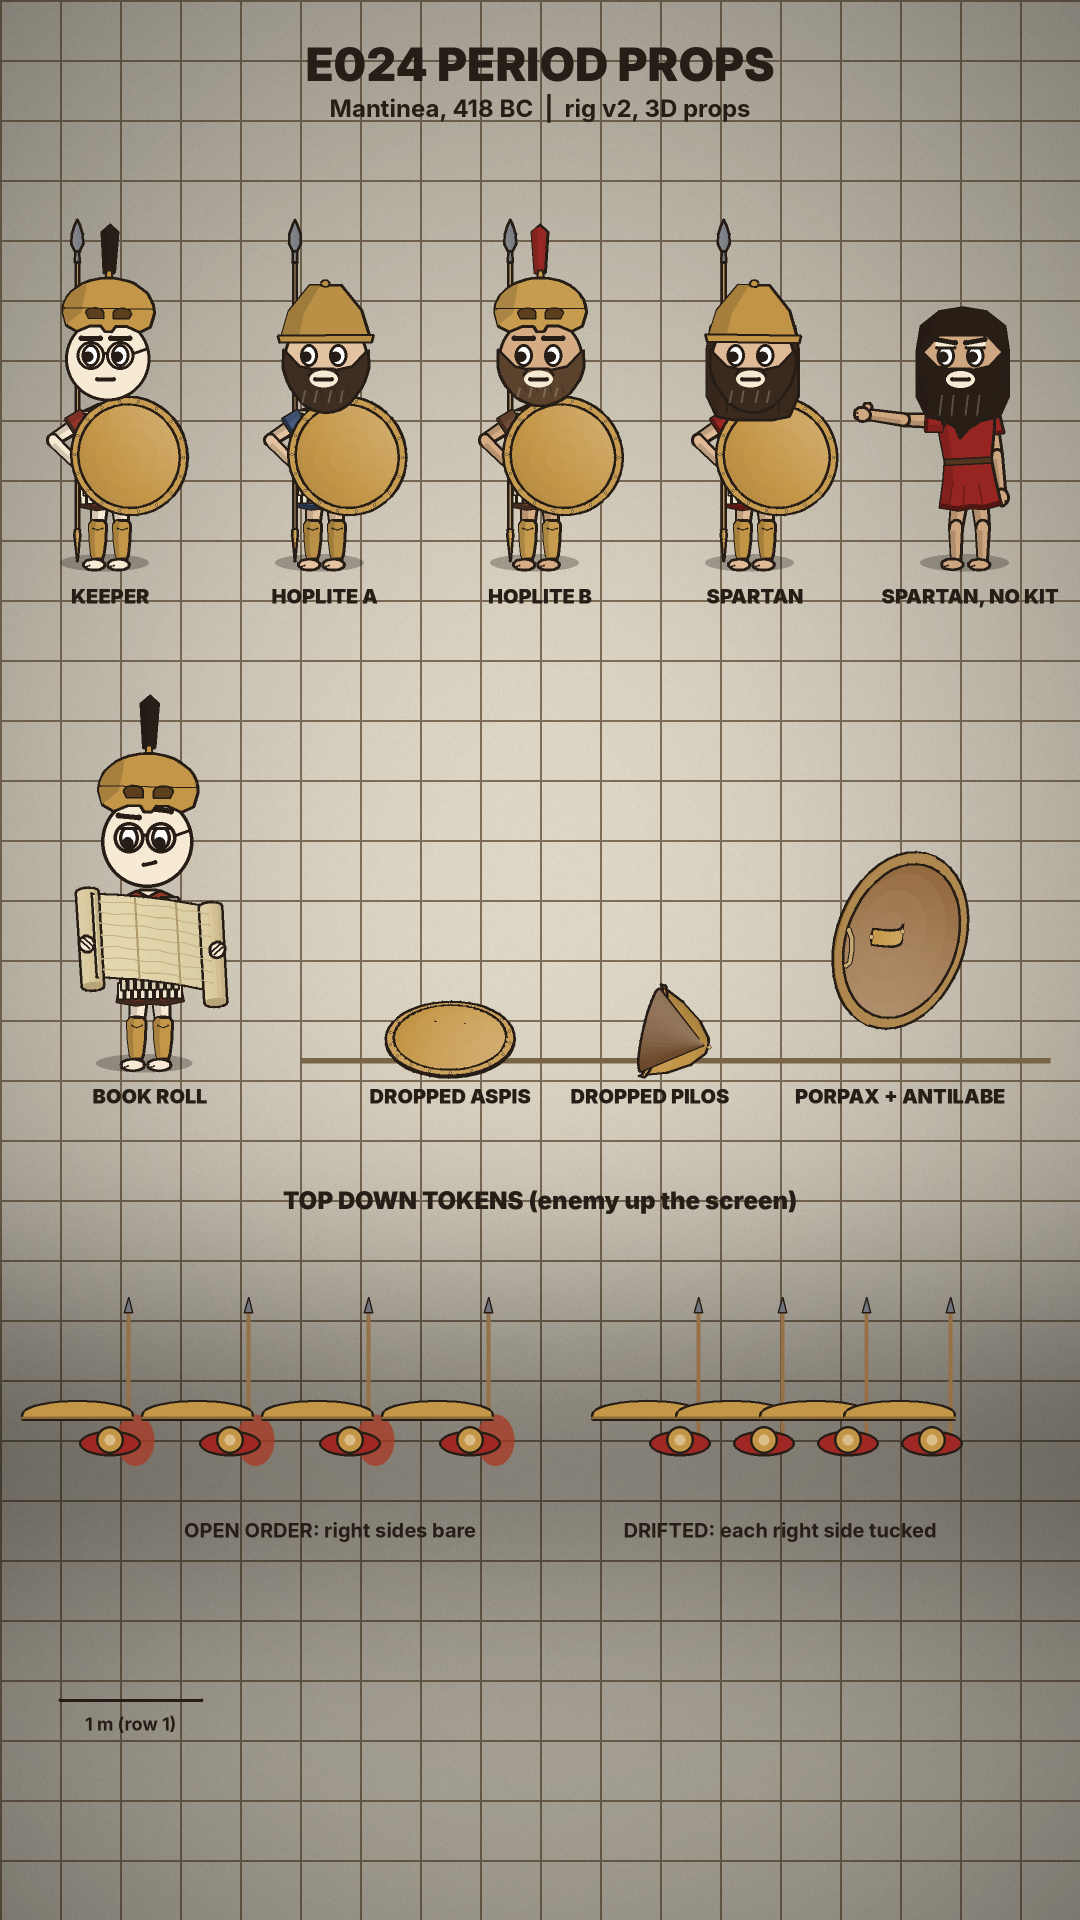 E024 PERIOD PROPS
Mantinea, 418 BC | rig v2, 3D props
KEEPER
HOPLITE A
HOPLITE B
SPARTAN
SPARTAN, NO KIT
BOOK ROLL
DROPPED ASPIS
DROPPED PILOS
PORPAX + ANTILABE
TOP DOWN TOKENS (enemy up the screen)
OPEN ORDER: right sides bare
DRIFTED: each right side tucked
1 m (row 1)